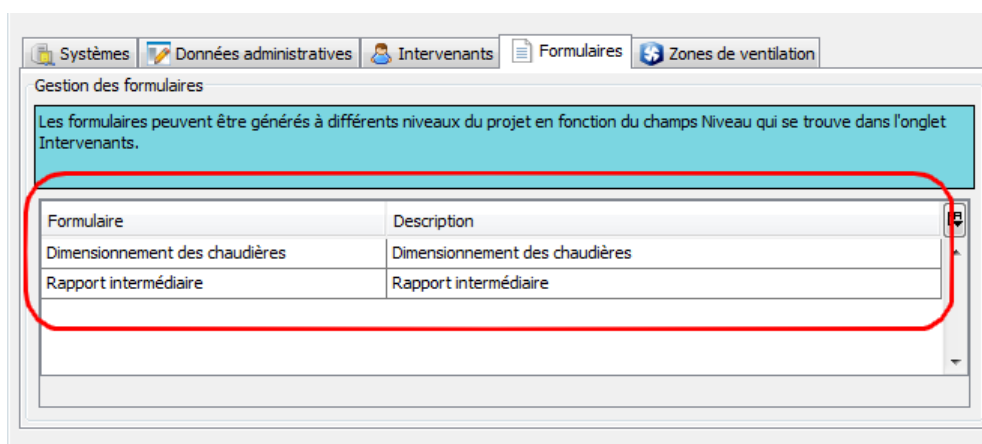 Systèmes Données administratives Intervenants Formulaires Zones de ventilation
Gestion des formulaires
Les formulaires peuvent être générés à différents niveaux du projet en fonction du champs Niveau qui se trouve dans l'onglet
Intervenants.
Formulaire Description
Dimensionnement des chaudières Dimensionnement des chaudières
Rapport intermédiaire Rapport intermédiaire